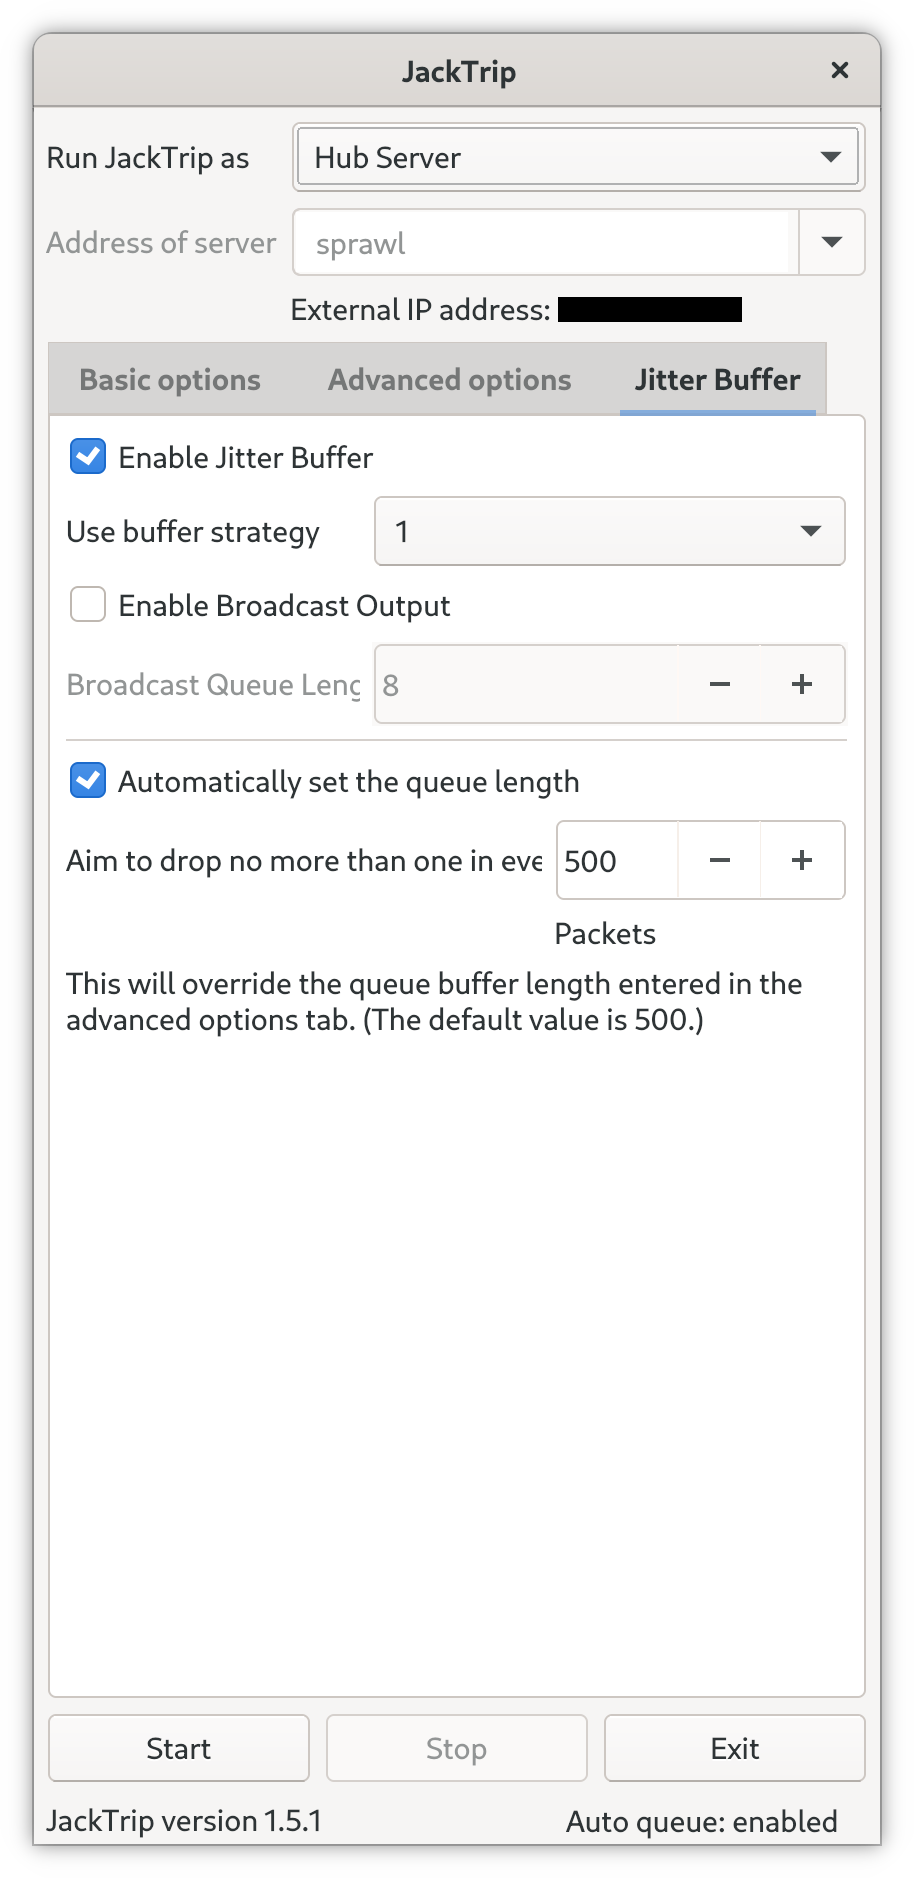 JackTrip
Run JackTrip as Hub Server
Address of server sprawl
External IP address:
Basic options Advanced options Jitter Buffer
Enable Jitter Buffer
Use buffer strategy 1
Enable Broadcast Output
Broadcast Queue Leng 8 − +
Automatically set the queue length
Aim to drop no more than one in eve 500 − +
Packets
This will override the queue buffer length entered in the
advanced options tab. (The default value is 500.)
Start Stop Exit
JackTrip version 1.5.1 Auto queue: enabled